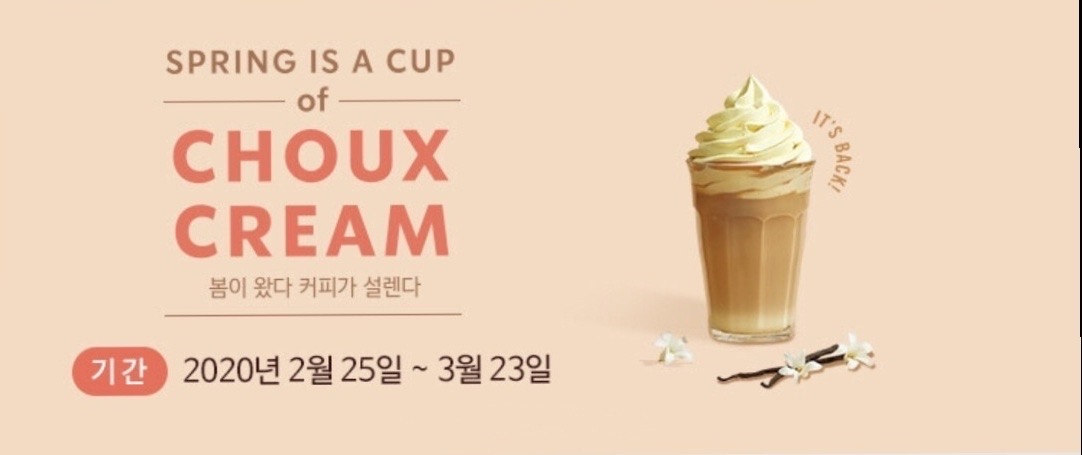 SPRING IS A CUP
of
CHOUX
CREAM
봄이 왔다 커피가 설렌다
기간 2020년 2월 25일 ~ 3월 23일
IT'S BACK!